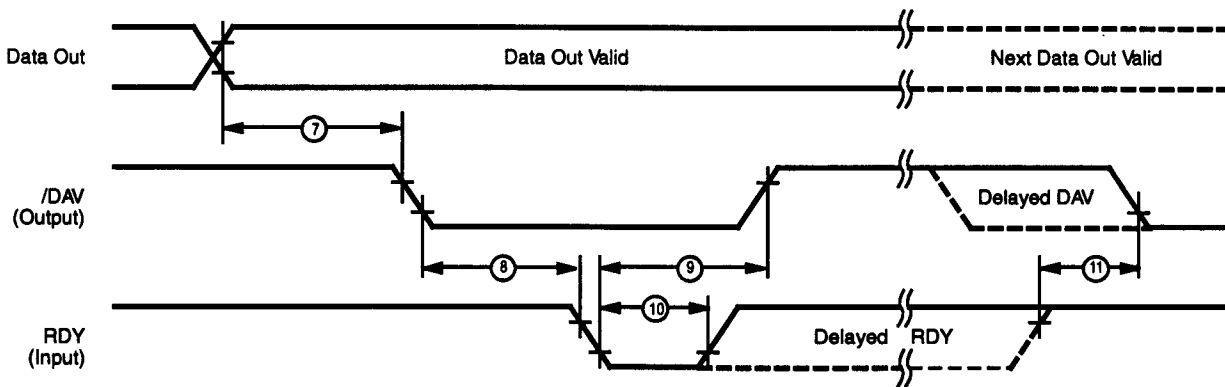 Data Out
Data Out Valid
Next Data Out Valid
7
/DAV
(Output)
Delayed DAV
8
9
11
10
RDY
(Input)
Delayed RDY